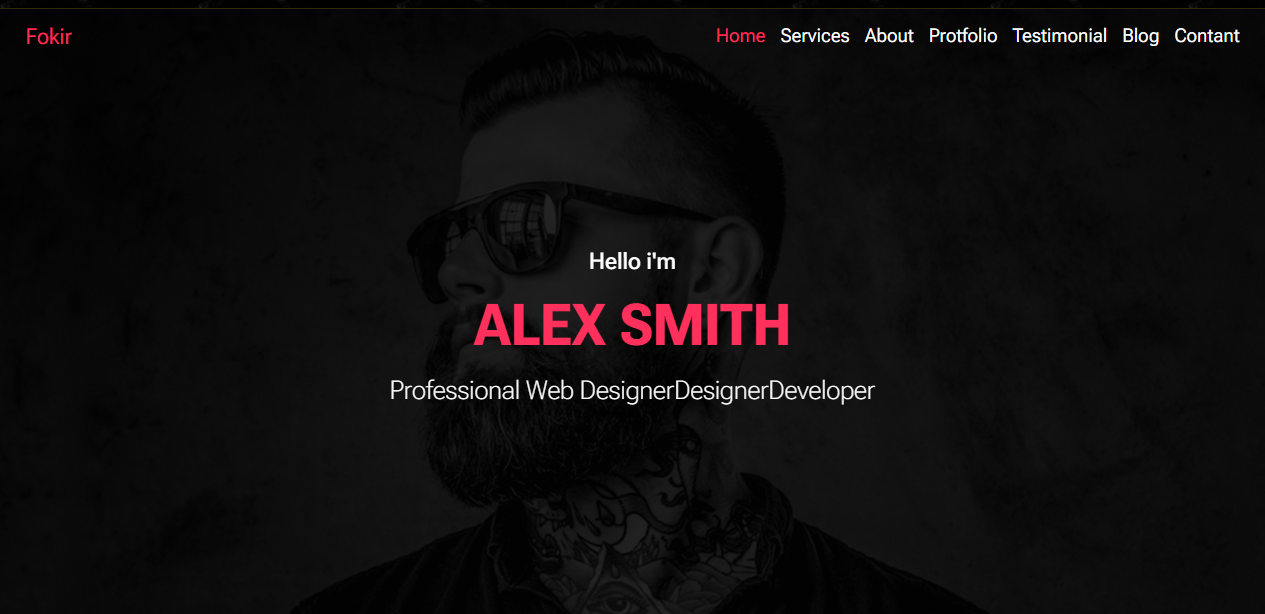 Fokir
Home Services About Protfolio Testimonial Blog Contant
Hello i'm
ALEX SMITH
Professional Web DesignerDesignerDeveloper